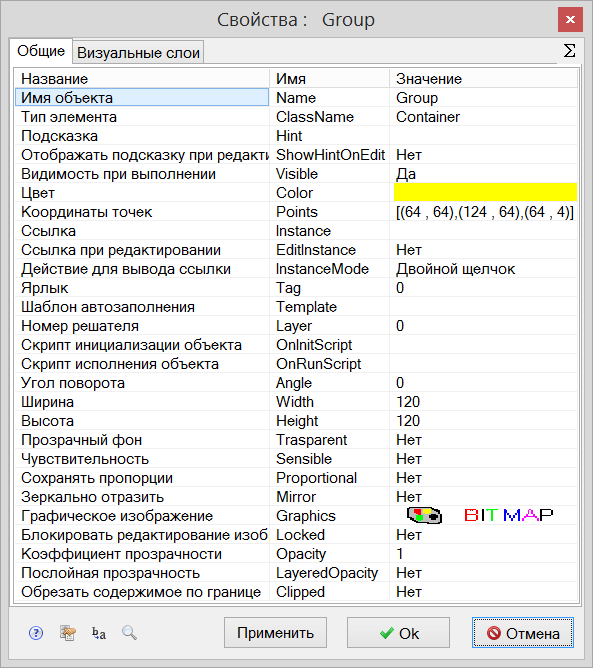 Свойства : Group
Общие Визуальные слои Σ
Название Имя Значение
Имя объекта Name Group
Тип элемента ClassName Container
Подсказка Hint
Отображать подсказку при редакти ShowHintOnEdit Нет
Видимость при выполнении Visible Да
Цвет Color
Координаты точек Points [(64 , 64),(124 , 64),(64 , 4)]
Ссылка Instance
Ссылка при редактировании EditInstance Нет
Действие для вывода ссылки InstanceMode Двойной щелчок
Ярлык Tag 0
Шаблон автозаполнения Template
Номер решателя Layer 0
Скрипт инициализации объекта OnInitScript
Скрипт исполнения объекта OnRunScript
Угол поворота Angle 0
Ширина Width 120
Высота Height 120
Прозрачный фон Trasparent Нет
Чувствительность Sensible Нет
Сохранять пропорции Proportional Нет
Зеркально отразить Mirror Нет
Графическое изображение Graphics BITMAP
Блокировать редактирование изоб Locked Нет
Коэффициент прозрачности Opacity 1
Послойная прозрачность LayeredOpacity Нет
Обрезать содержимое по границе Clipped Нет
? ba Применить Ok Отмена